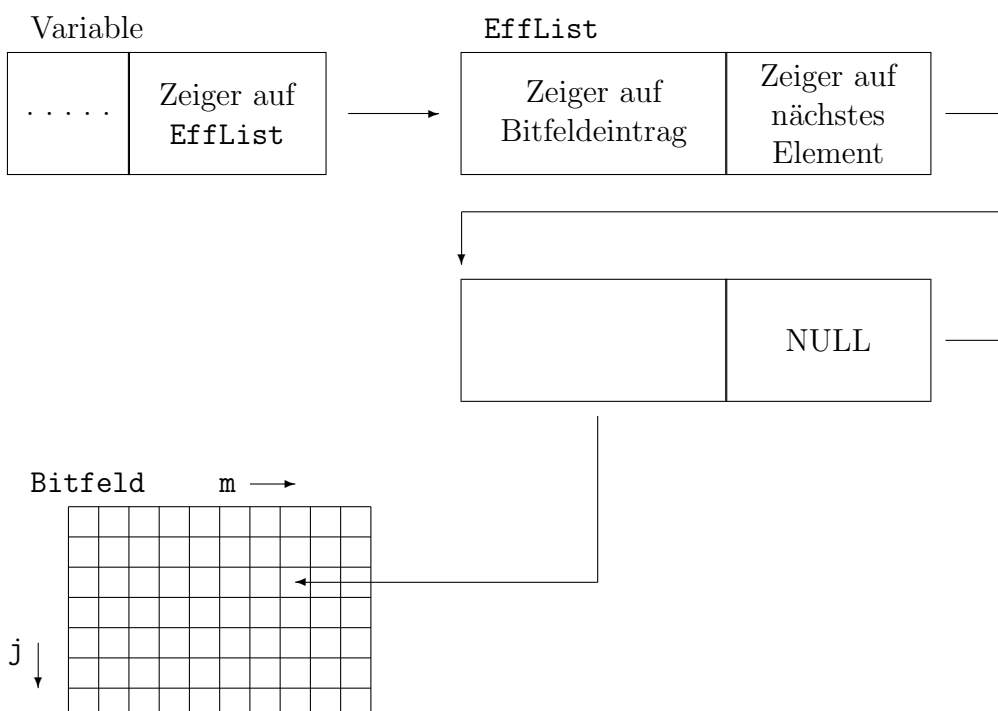 Variable
EffList
. . . . .
Zeiger auf
EffList
Zeiger auf
Bitfeldeintrag
Zeiger auf
nächstes
Element
NULL
Bitfeld
m
j